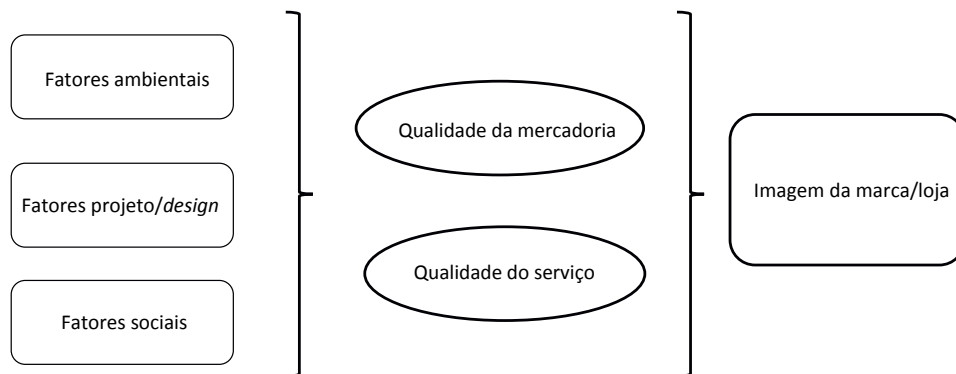 Fatores ambientais
Fatores projeto/design
Fatores sociais
Qualidade da mercadoria
Qualidade do serviço
Imagem da marca/loja